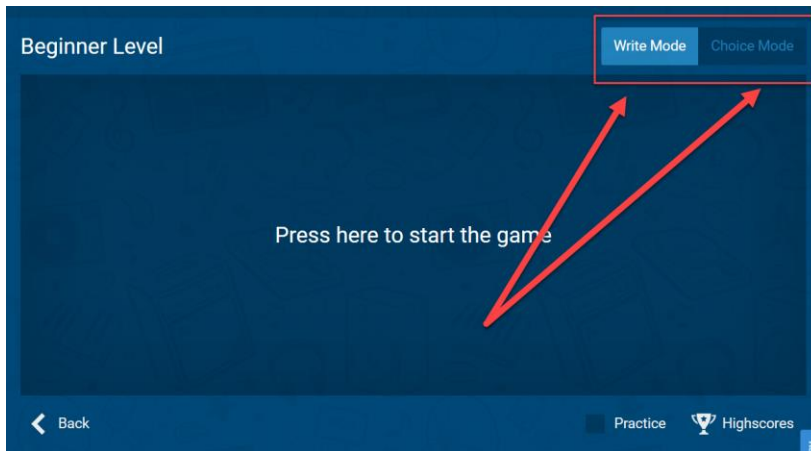 Beginner Level
Write Mode Choice Mode
Press here to start the game
Back
Practice Highscores